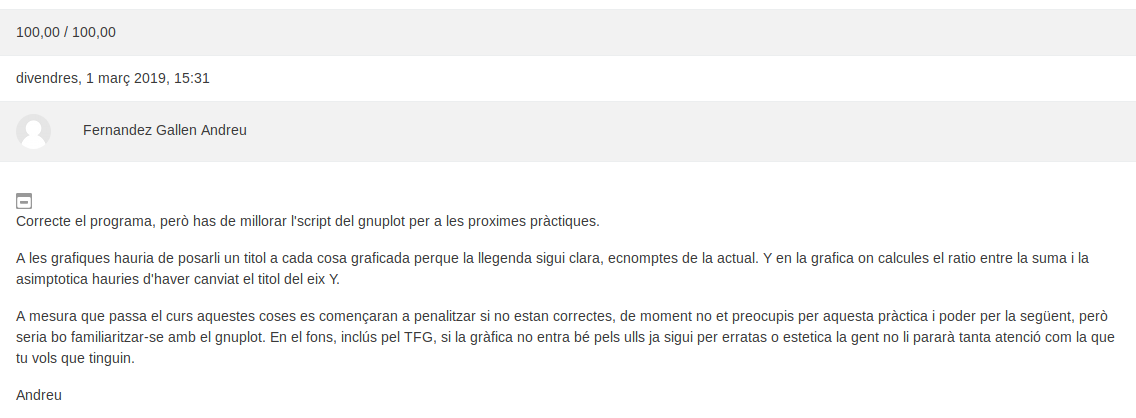 100,00 / 100,00
divendres, 1 març 2019, 15:31
Fernandez Gallen Andreu
Correcte el programa, però has de millorar l'script del gnuplot per a les proximes pràctiques.
A les grafiques hauria de posarli un titol a cada cosa graficada perque la llegenda sigui clara, ecnomptes de la actual. Y en la grafica on calcules el ratio entre la suma i la
asimptotica hauries d'haver canviat el titol del eix Y.
A mesura que passa el curs aquestes coses es començaran a penalitzar si no estan correctes, de moment no et preocupis per aquesta pràctica i poder per la següent, però
seria bo familiaritzar-se amb el gnuplot. En el fons, inclús pel TFG, si la gràfica no entra bé pels ulls ja sigui per erratas o estetica la gent no li pararà tanta atenció com la que
tu vols que tinguin.
Andreu